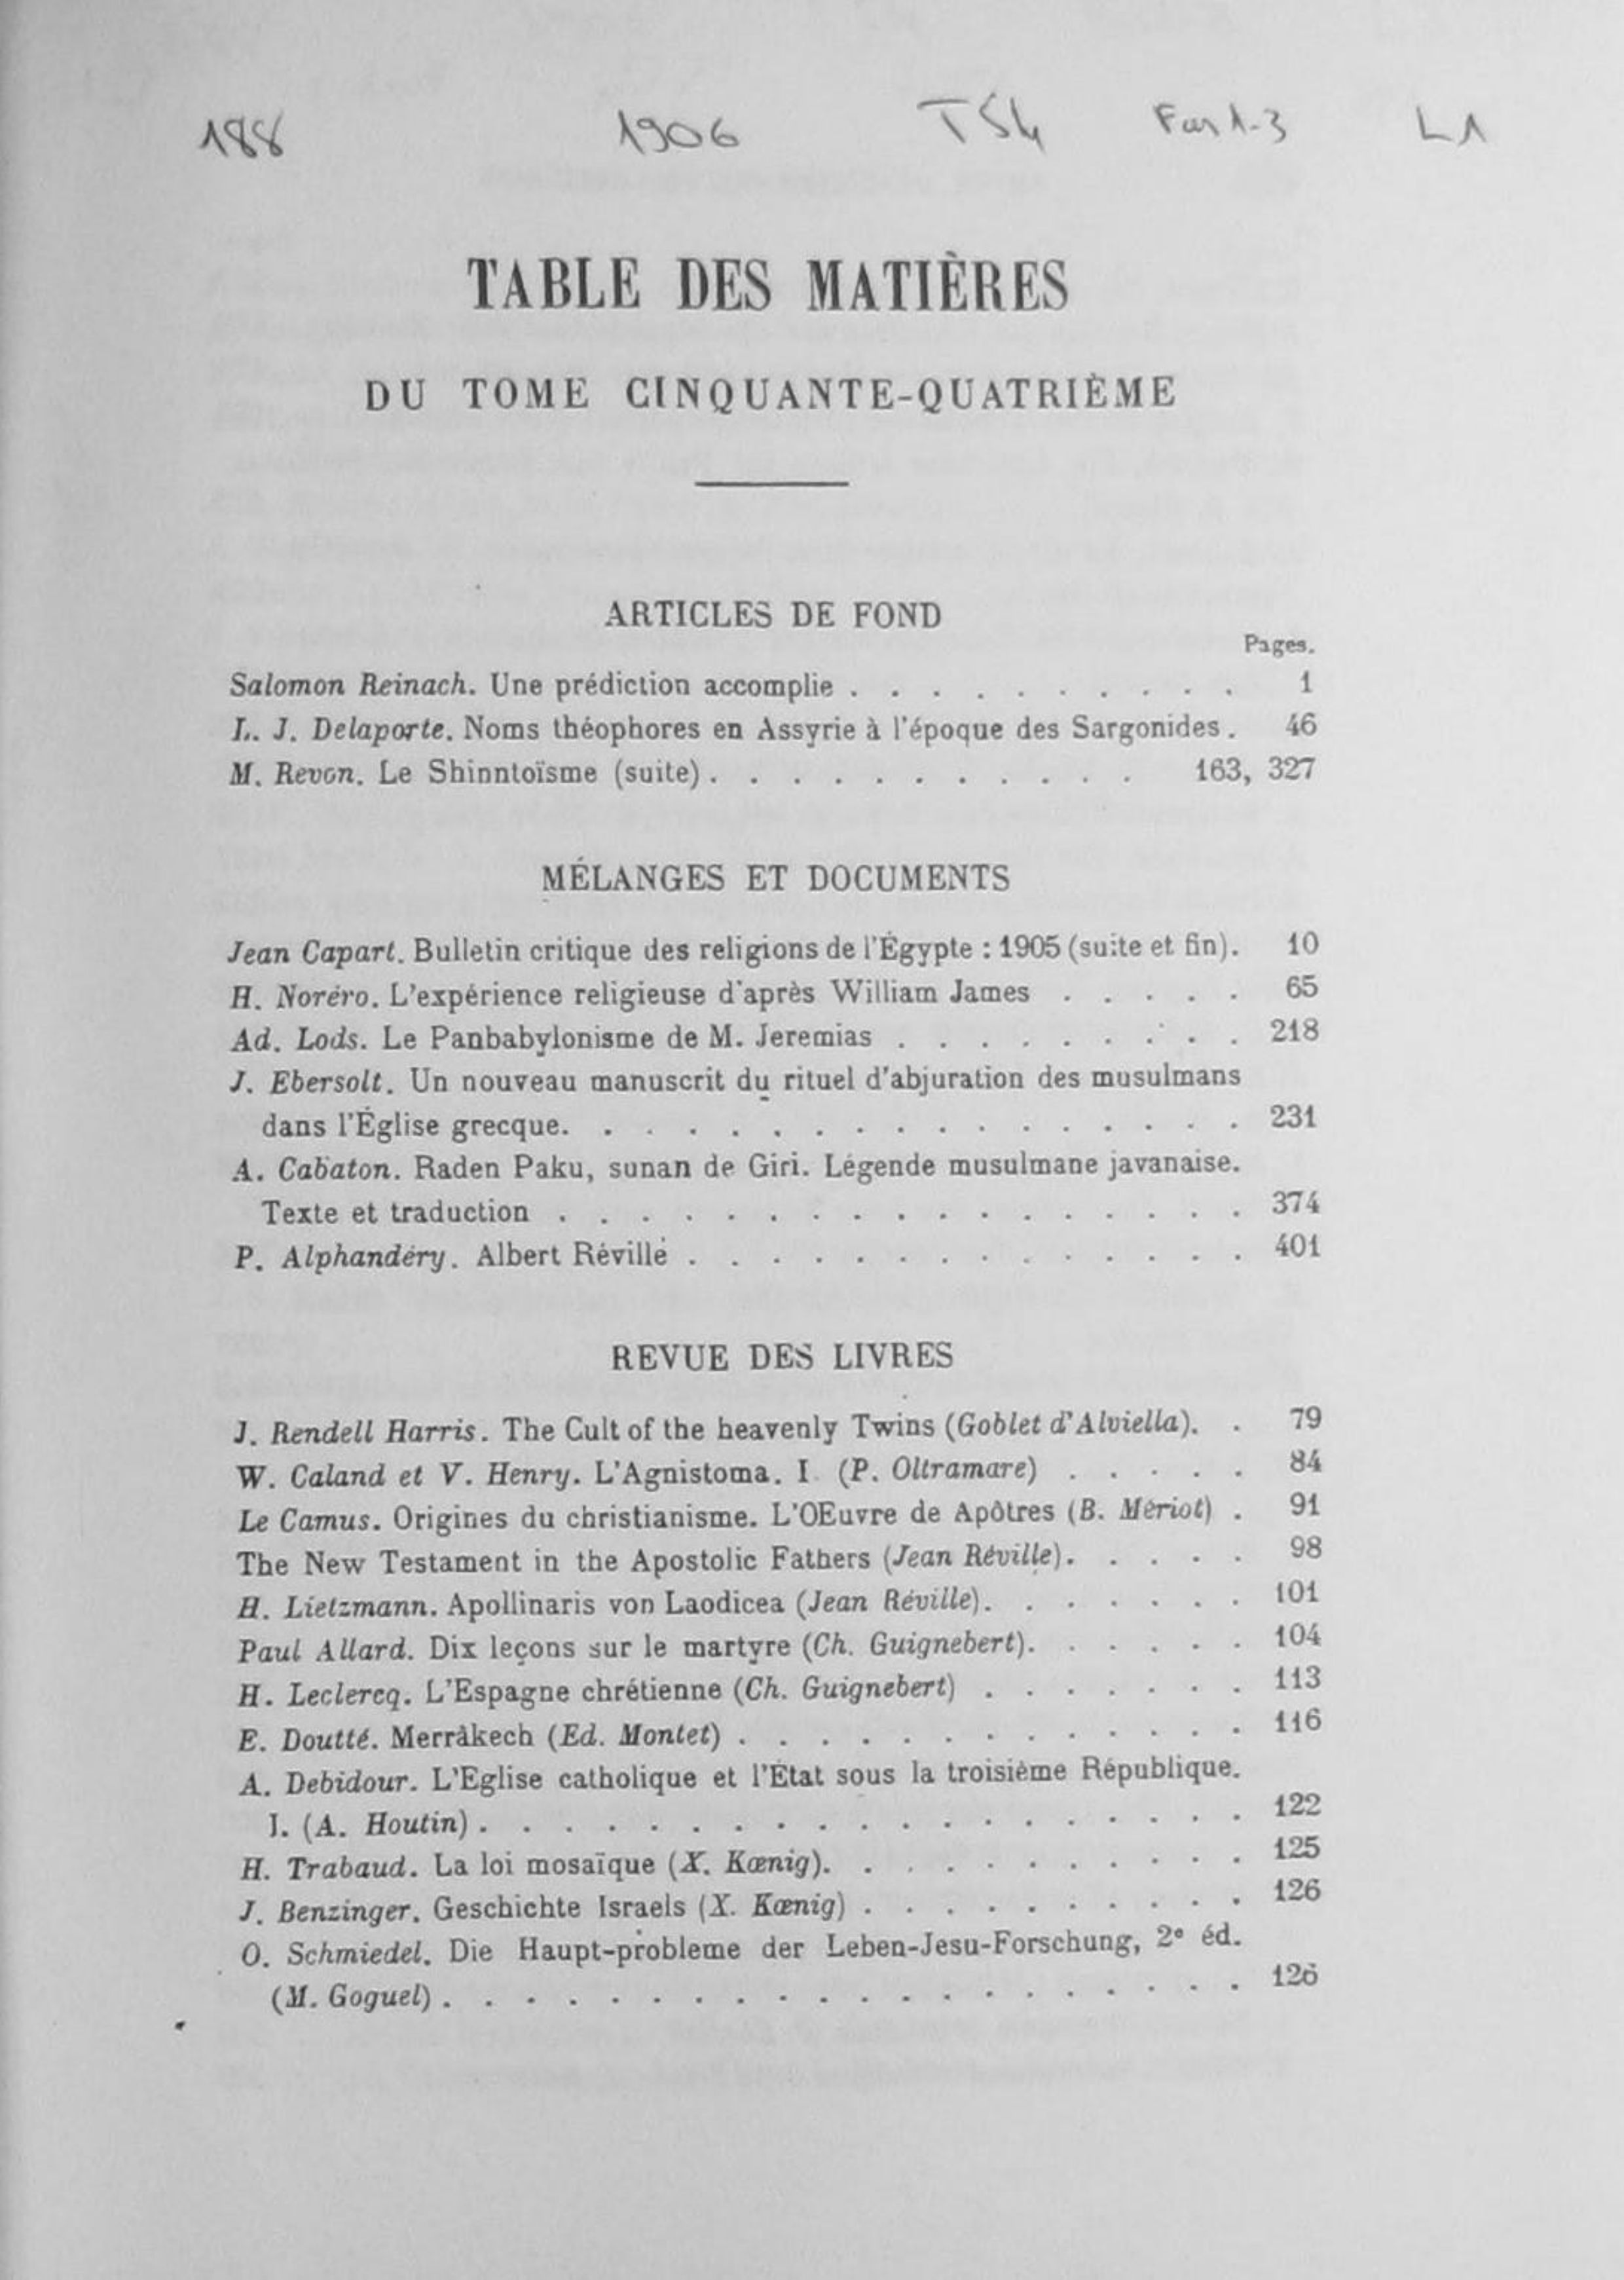 188 1906 T54 Fas 1-3 L1
TABLE DES MATIÈRES
DU TOME CINQUANTE-QUATRIÈME
ARTICLES DE FOND
Pages.
Salomon Reinach. Une prédiction accomplie . . . . . . . . . . 1
L. J. Delaporte. Noms théophores en Assyrie à l'époque des Sargonides. 46
M. Revon. Le Shinntoïsme (suite). . . . . . . . . . . 163, 327
MÉLANGES ET DOCUMENTS
Jean Capart. Bulletin critique des religions de l'Égypte : 1905 (suite et fin). 10
H. Noréro. L'expérience religieuse d'après William James . . . . . 65
Ad. Lods. Le Panbabylonisme de M. Jeremias . . . . . . . . . 218
J. Ebersolt. Un nouveau manuscrit du rituel d'abjuration des musulmans
dans l'Église grecque. . . . . . . . . . . . . . . . . 231
A. Cabaton. Raden Paku, sunan de Giri. Légende musulmane javanaise.
Texte et traduction . . . . . . . . . . . . . . . . . 374
P. Alphandéry. Albert Réville . . . . . . . . . . . . . . 401
REVUE DES LIVRES
J. Rendell Harris. The Cult of the heavenly Twins (Goblet d'Alviella). . 79
W. Caland et V. Henry. L'Agnistoma. I. (P. Oltramare) . . . . . 84
Le Camus. Origines du christianisme. L'OEuvre de Apôtres (B. Mériot) . 91
The New Testament in the Apostolic Fathers (Jean Réville). . . . . 98
H. Lietzmann. Apollinaris von Laodicea (Jean Réville). . . . . . . 101
Paul Allard. Dix leçons sur le martyre (Ch. Guignebert). . . . . . 104
H. Leclercq. L'Espagne chrétienne (Ch. Guignebert) . . . . . . . 113
E. Doutté. Merrâkech (Ed. Montet) . . . . . . . . . . . . . 116
A. Debidour. L'Eglise catholique et l'État sous la troisième République.
I. (A. Houtin) . . . . . . . . . . . . . . . . . . . 122
H. Trabaud. La loi mosaïque (X. Kœnig). . . . . . . . . . . 125
J. Benzinger. Geschichte Israels (X. Kœnig) . . . . . . . . . . 126
O. Schmiedel. Die Haupt-probleme der Leben-Jesu-Forschung, 2e éd.
(M. Goguel) . . . . . . . . . . . . . . . . . . . . 126